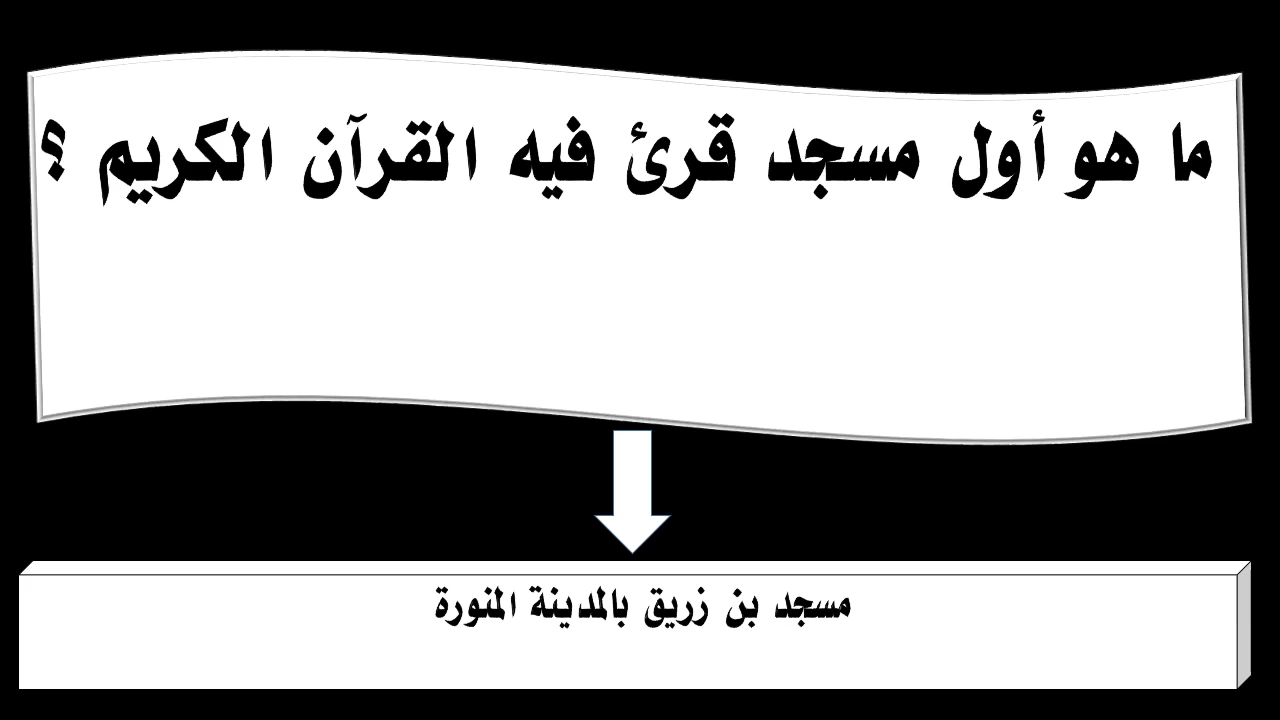 ما هو أول مسجد قرئ فيه القرآن الكريم ؟
مسجد بن زريق بالمدينة المنورة